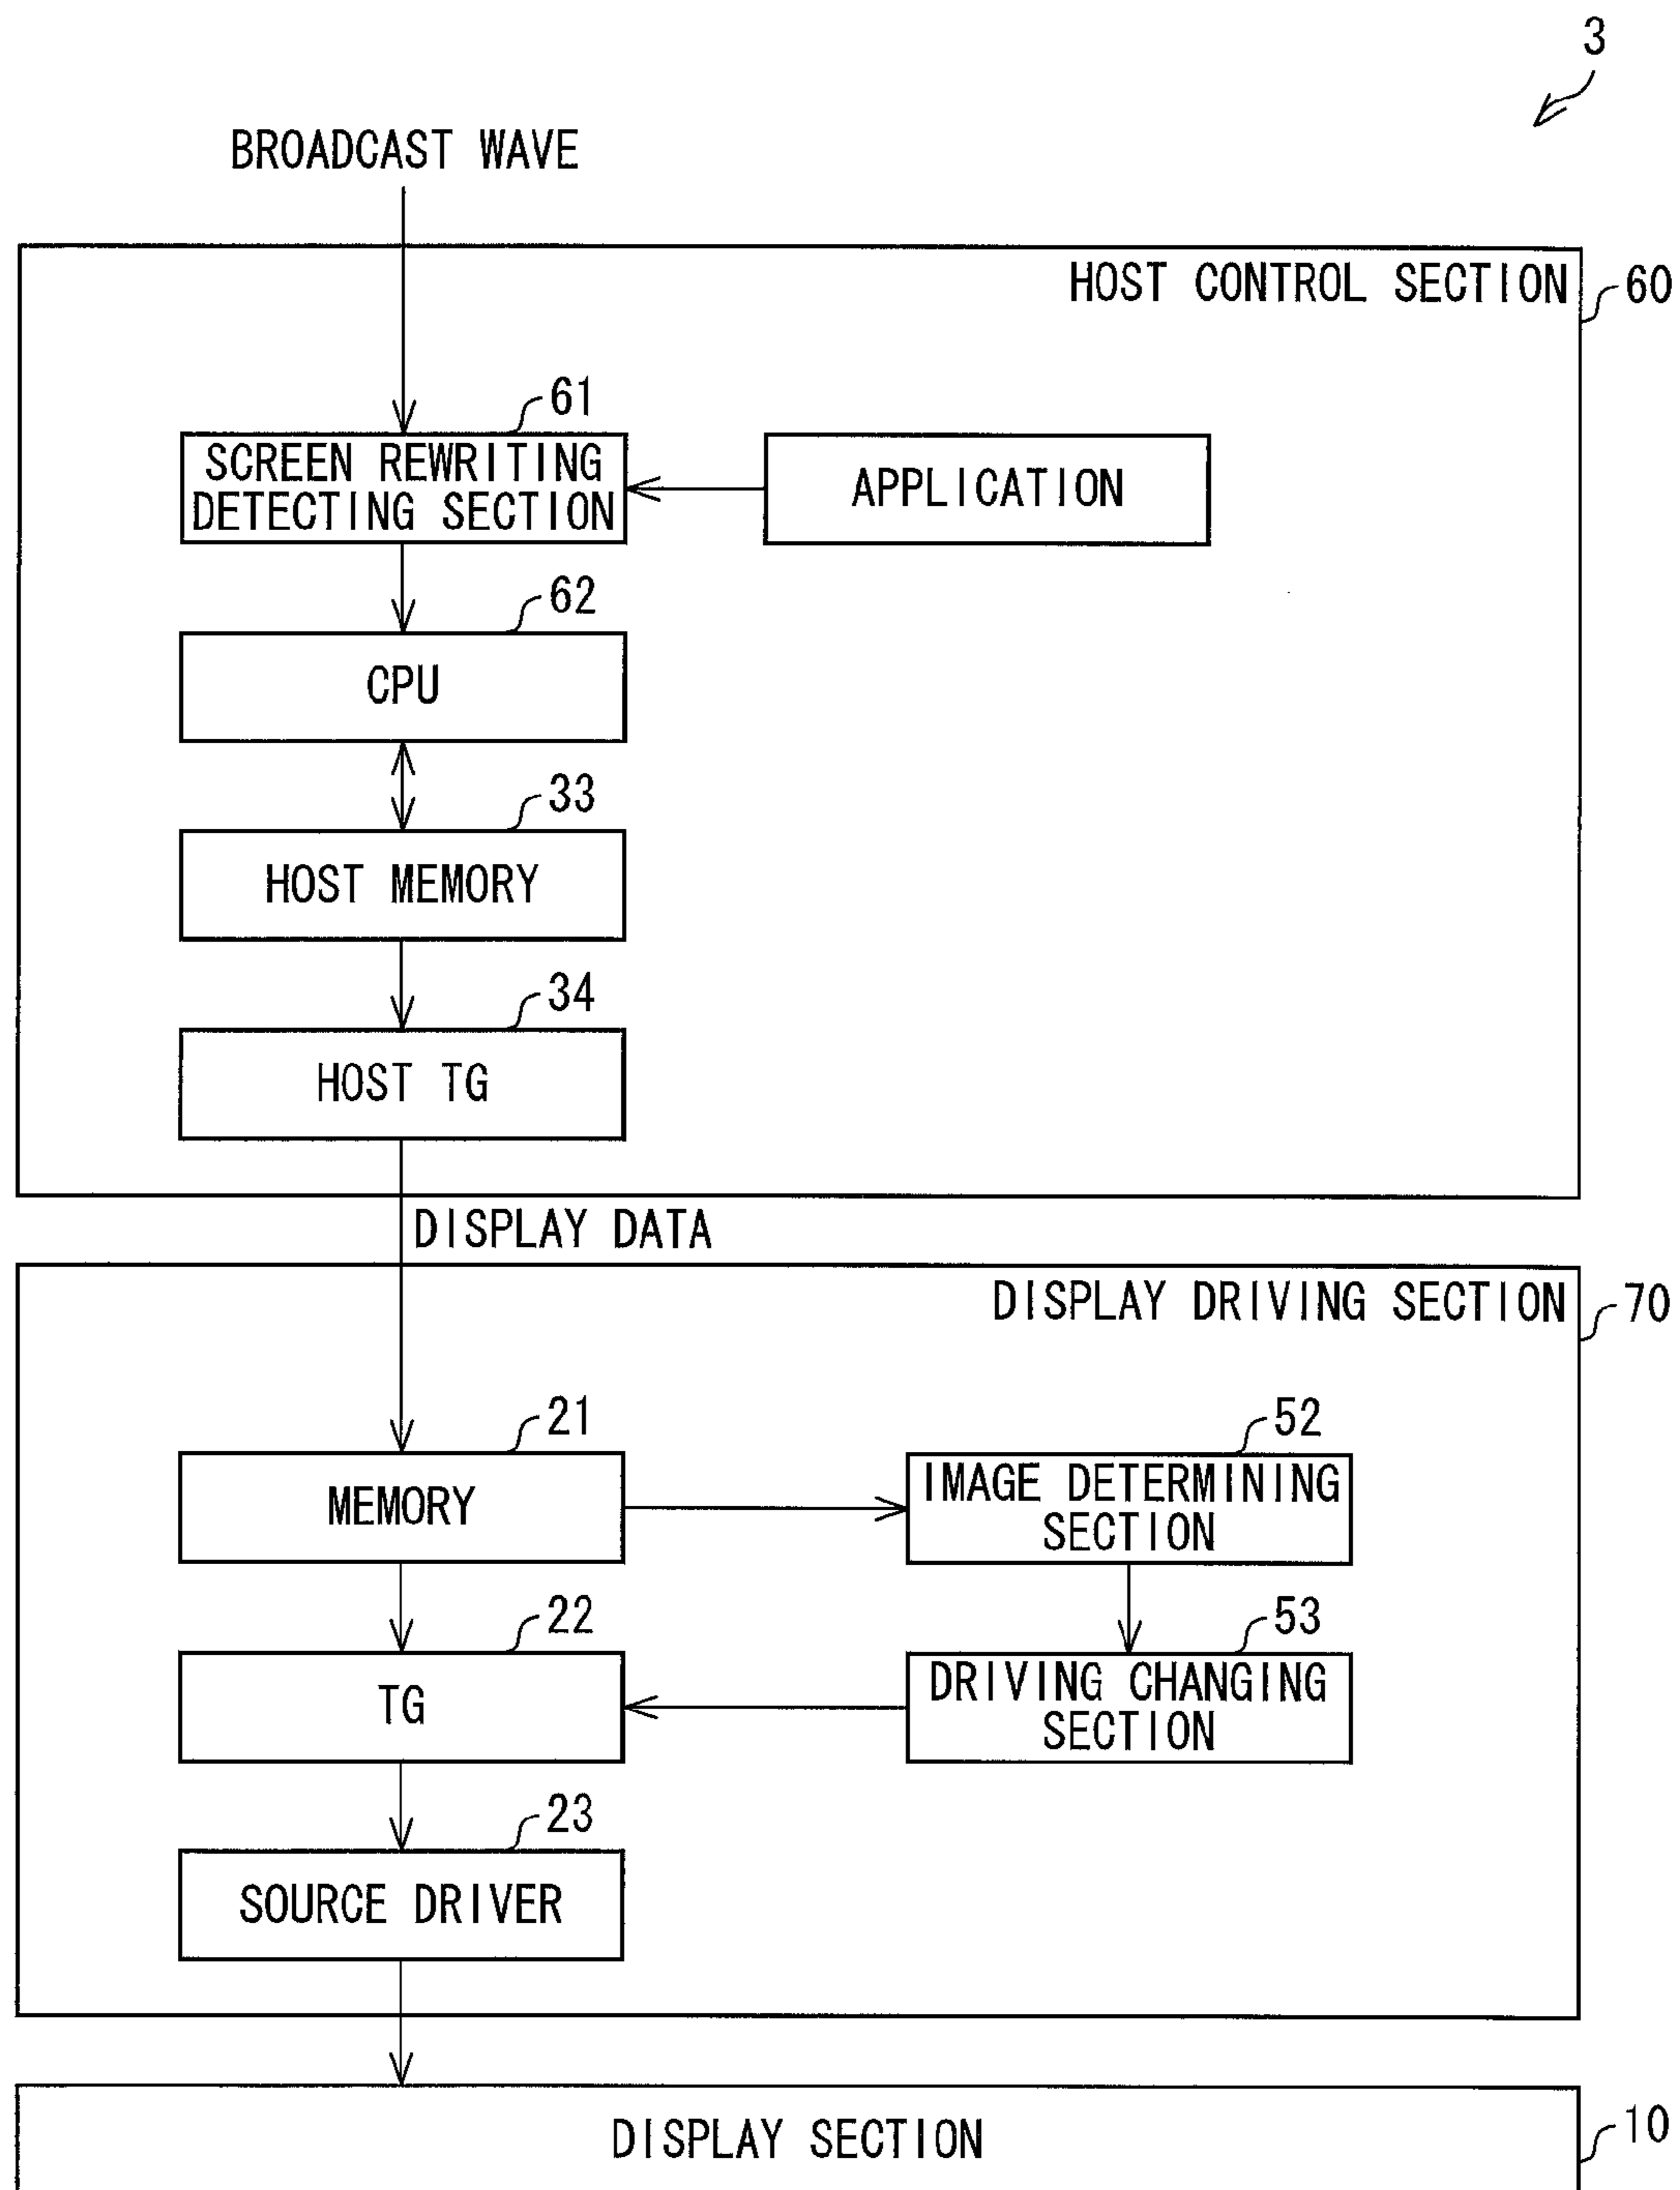 3
BROADCAST WAVE
HOST CONTROL SECTION
60
61
SCREEN REWRITING
DETECTING SECTION
APPLICATION
62
CPU
33
HOST MEMORY
34
HOST TG
DISPLAY DATA
DISPLAY DRIVING SECTION
70
21
MEMORY
52
IMAGE DETERMINING
SECTION
22
TG
53
DRIVING CHANGING
SECTION
23
SOURCE DRIVER
DISPLAY SECTION
10